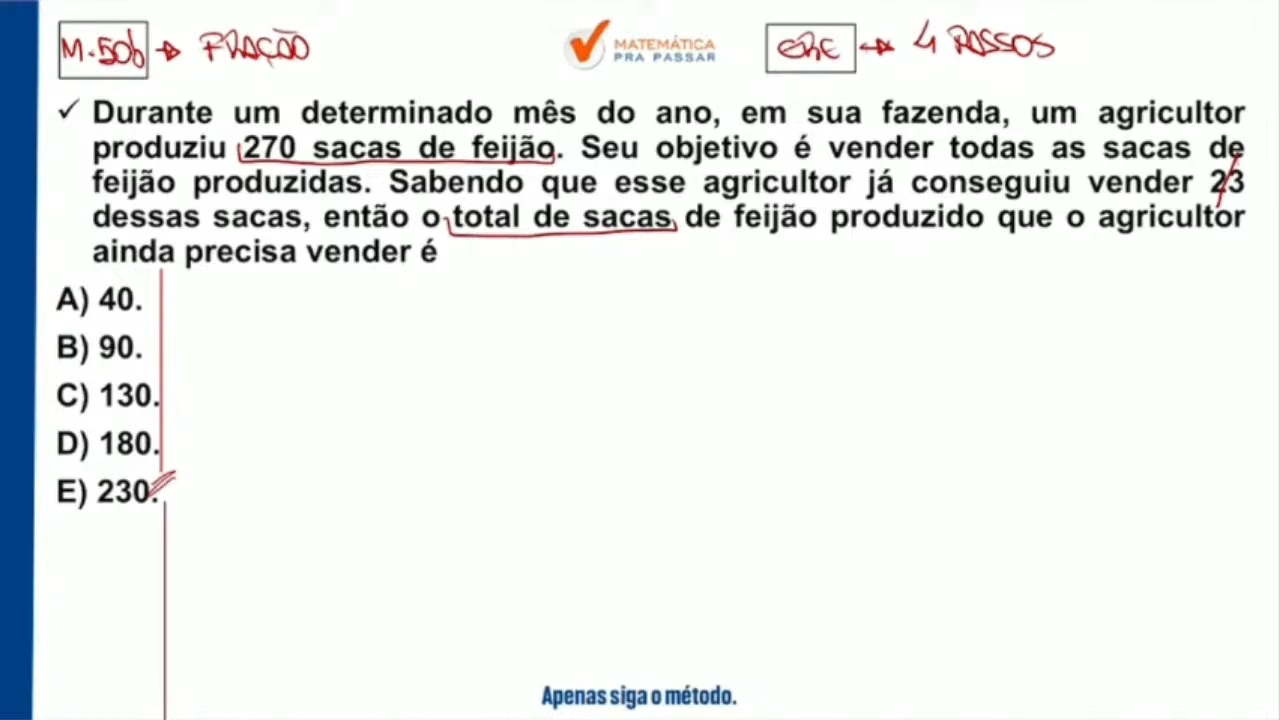 M.50b → FRAÇÃO
MATEMÁTICA
PRA PASSAR
→ 4 PASSOS
✓ Durante um determinado mês do ano, em sua fazenda, um agricultor
produziu 270 sacas de feijão. Seu objetivo é vender todas as sacas de
feijão produzidas. Sabendo que esse agricultor já conseguiu vender 2/3
dessas sacas, então o total de sacas de feijão produzido que o agricultor
ainda precisa vender é
A) 40.
B) 90.
C) 130.
D) 180.
E) 230.
Apenas siga o método.